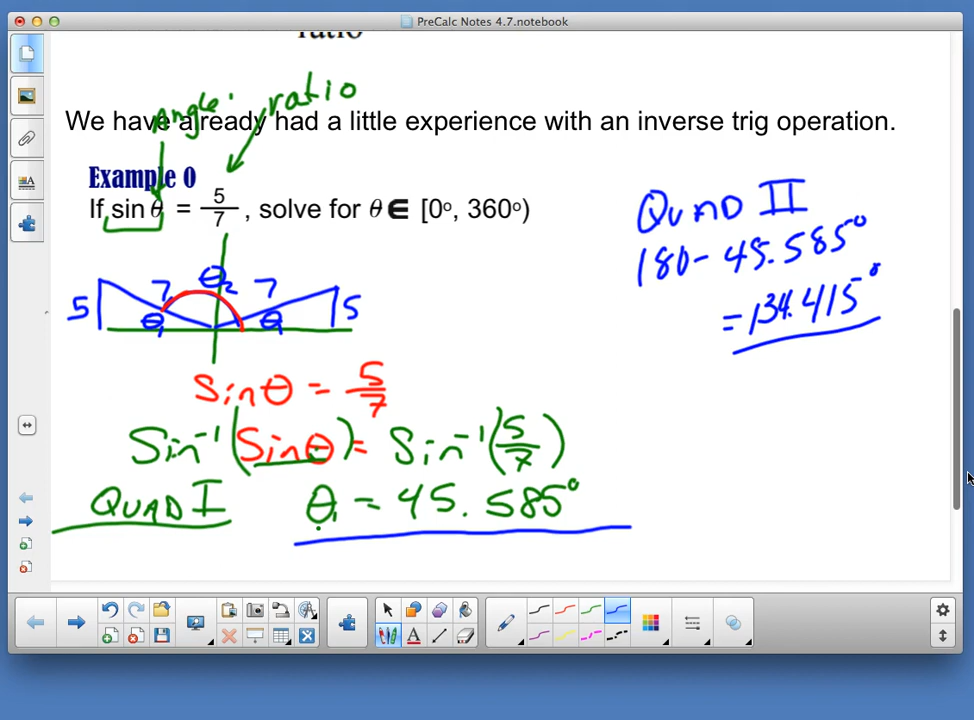 PreCalc Notes 4.7.notebook
ratio
Angle ratio
We have already had a little experience with an inverse trig operation.
Example 0
If sin θ = 5/7 , solve for θ ∈ [0°, 360°)
QUAD II
180 - 45.585°
= 134.415°
5 7 θ₂ 7 5
θ₁ θ₁
Sin θ = 5/7
Sin⁻¹(Sin θ) = Sin⁻¹(5/7)
QUAD I θ₁ = 45.585°